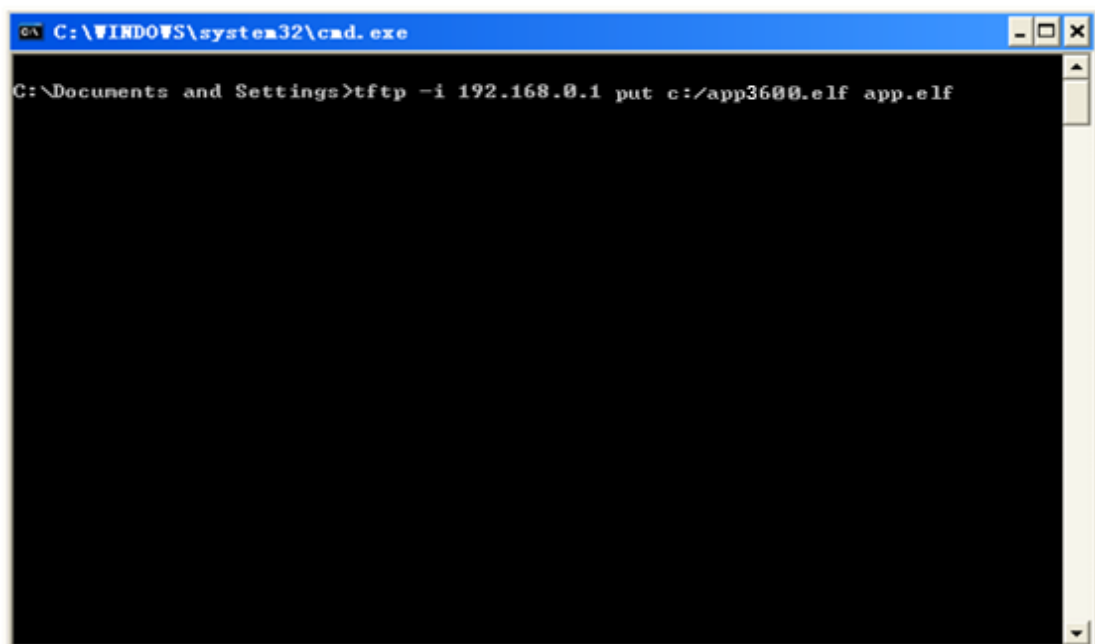 C:\WINDOWS\system32\cmd.exe
C:\Documents and Settings>tftp -i 192.168.0.1 put c:/app3600.elf app.elf